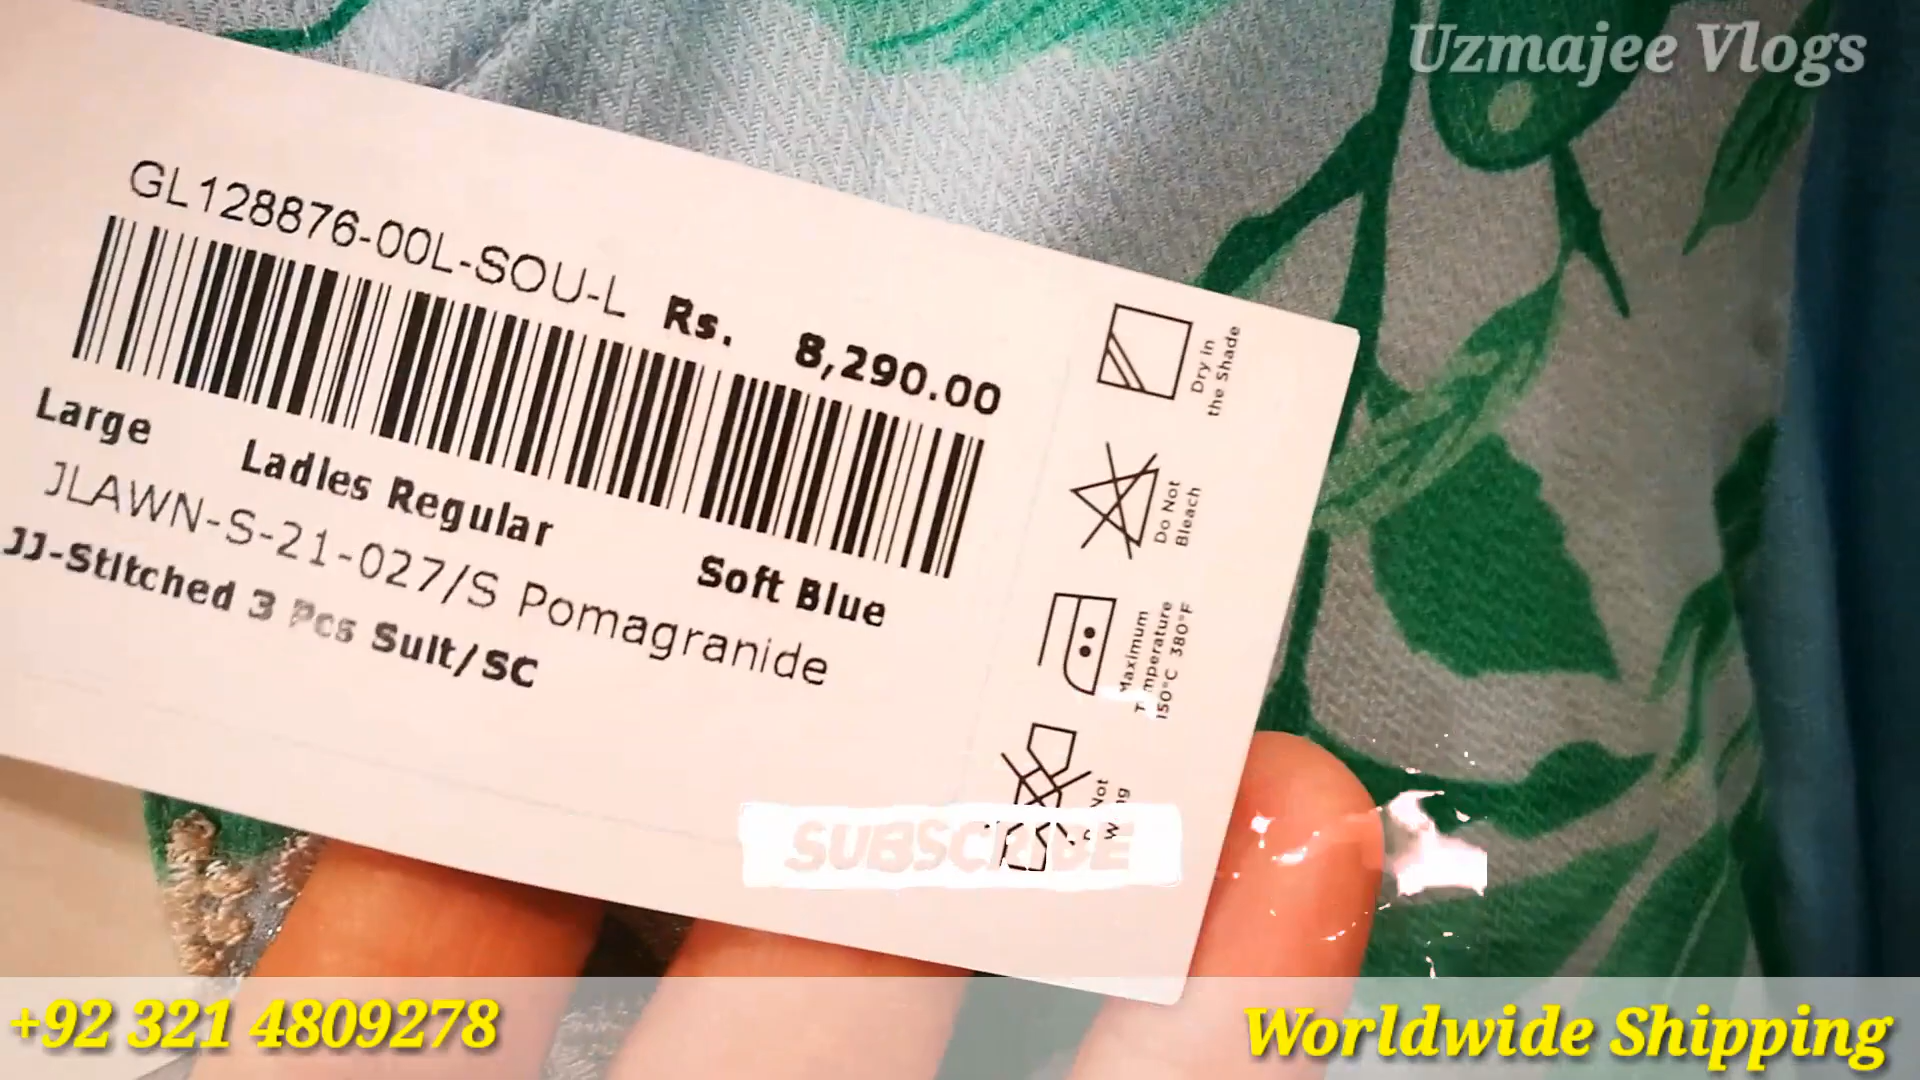 Uzmajee Vlogs
GL128876-00L-SOU-L
Rs. 8,290.00
Large
Ladies Regular
Soft Blue
JLAWN-S-21-027/S Pomagranide
JJ-Stitched 3 Pcs Suit/SC
Dry in
the Shade
Do Not
Bleach
Maximum
Temperature
150°C 380°F
Not
SUBSCRIBE
+92 321 4809278
Worldwide Shipping